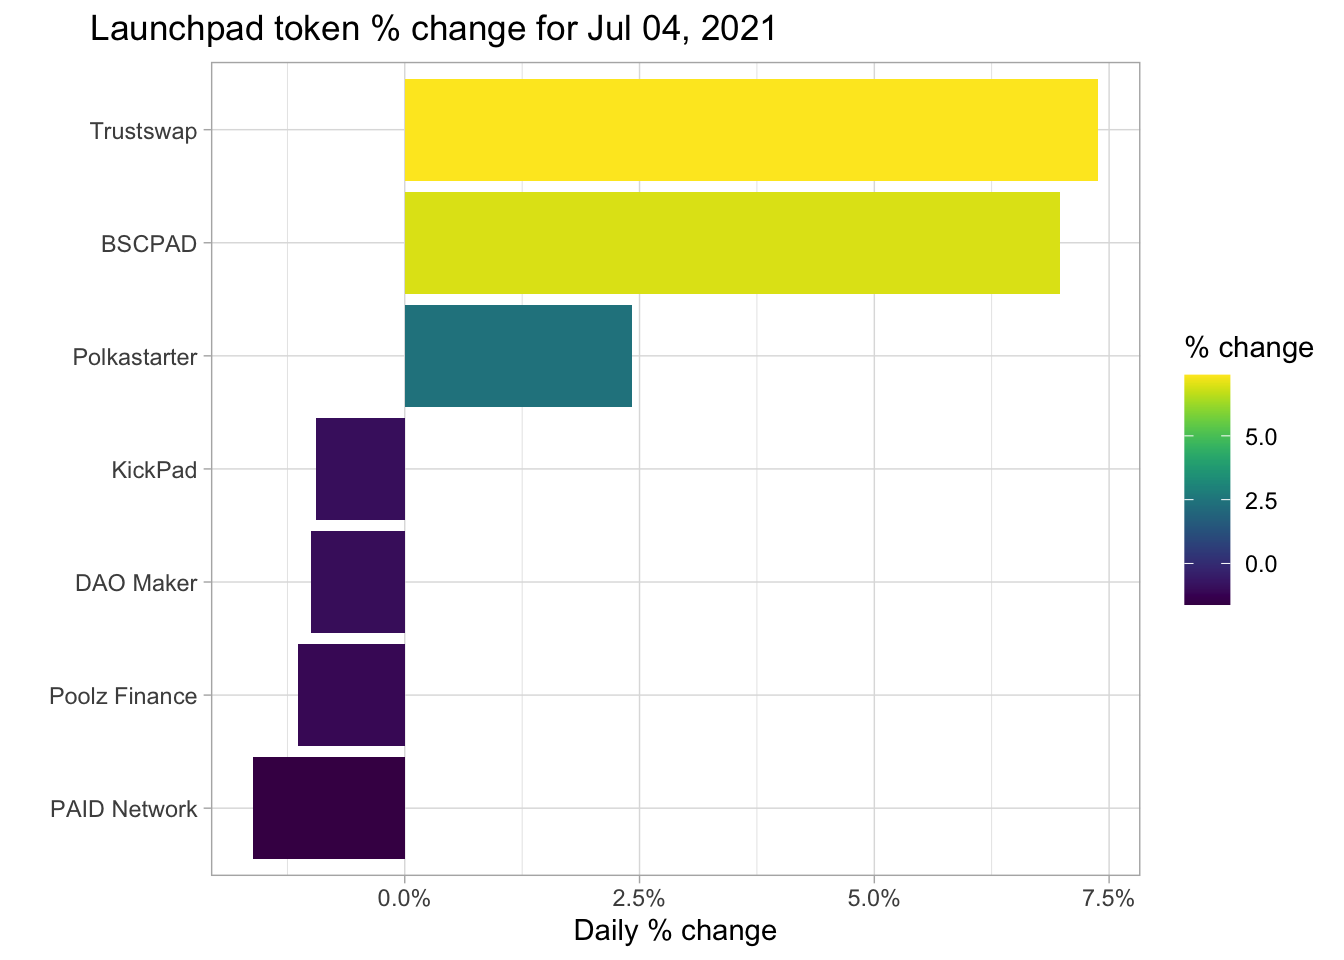 Launchpad token % change for Jul 04, 2021
Trustswap
BSCPAD
Polkastarter
KickPad
DAO Maker
Poolz Finance
PAID Network
0.0%
2.5%
5.0%
7.5%
Daily % change
% change
5.0
2.5
0.0